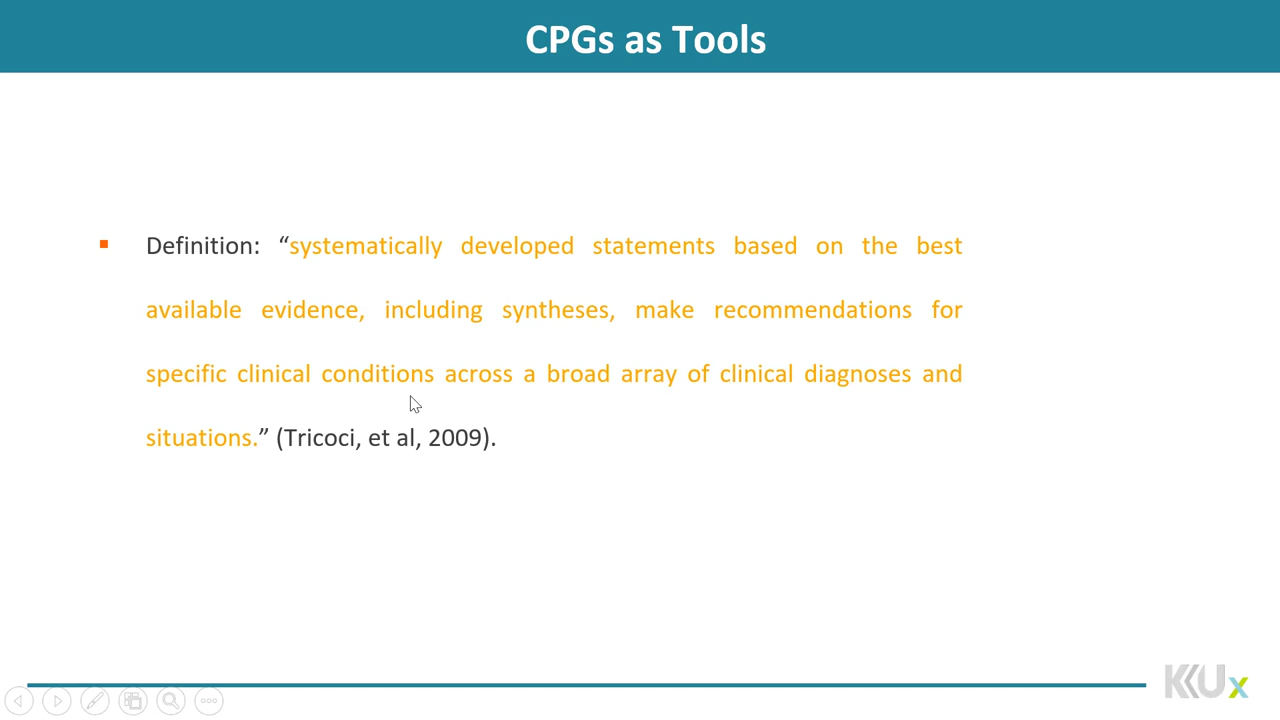 CPGs as Tools
Definition: “systematically developed statements based on the best
available evidence, including syntheses, make recommendations for
specific clinical conditions across a broad array of clinical diagnoses and
situations.” (Tricoci, et al, 2009).
KKUx